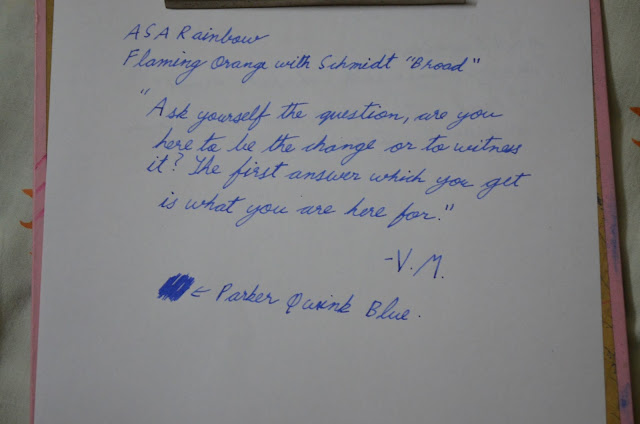 ASA Rainbow
Flaming Orange with Schmidt "Broad"
"Ask yourself the question, are you
here to be the change or to witness
it? The first answer which you get
is what you are here for."
-V.M.
← Parker Quink Blue.